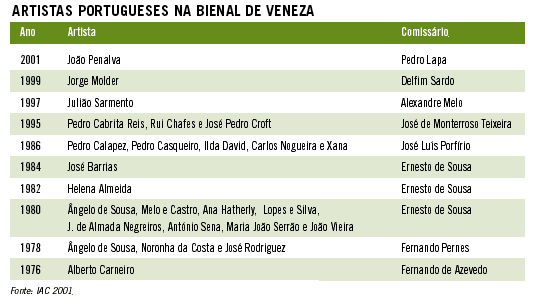 ARTISTAS PORTUGUESES NA BIENAL DE VENEZA
Ano Artista Comissário
2001 João Penalva Pedro Lapa
1999 Jorge Molder Delfim Sardo
1997 Julião Sarmento Alexandre Melo
1995 Pedro Cabrita Reis, Rui Chafes e José Pedro Croft José de Monterroso Teixeira
1986 Pedro Calapez, Pedro Casqueiro, Ilda David, Carlos Nogueira e Xana José Luis Porfírio
1984 José Barrias Ernesto de Sousa
1982 Helena Almeida Ernesto de Sousa
1980 Ângelo de Sousa, Melo e Castro, Ana Hatherly, Lopes e Silva, Ernesto de Sousa
J. de Almada Negreiros, António Sena, Maria João Serrão e João Vieira
1978 Ângelo de Sousa, Noronha da Costa e José Rodriguez Fernando Pernes
1976 Alberto Carneiro Fernando de Azevedo
Fonte: IAC 2001.